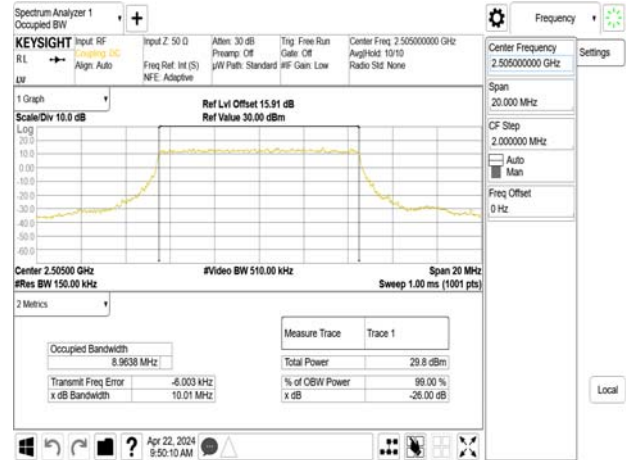 Spectrum Analyzer 1
Occupied BW
+
Frequency
KEYSIGHT
RL
Input: RF
Coupling: DC
Align: Auto
Input Z: 50 Ω
Freq Ref: Int (S)
NFE: Adaptive
Atten: 30 dB
Preamp: Off
µW Path: Standard
Trig: Free Run
Gate: Off
#IF Gain: Low
Center Freq: 2.505000000 GHz
Avg|Hold: 10/10
Radio Std: None
Center Frequency
2.505000000 GHz
Settings
Span
20.000 MHz
CF Step
2.000000 MHz
Auto
Man
Freq Offset
0 Hz
Local
1 Graph
Scale/Div 10.0 dB
Ref Lvl Offset 15.91 dB
Ref Value 30.00 dBm
Log
20.0
10.0
0.00
-10.0
-20.0
-30.0
-40.0
-50.0
-60.0
Center 2.50500 GHz
#Video BW 510.00 kHz
Span 20 MHz
#Res BW 150.00 kHz
Sweep 1.00 ms (1001 pts)
2 Metrics
Measure Trace
Trace 1
Occupied Bandwidth
8.9638 MHz
Total Power
29.8 dBm
Transmit Freq Error
-6.003 kHz
% of OBW Power
99.00 %
x dB Bandwidth
10.01 MHz
x dB
-26.00 dB
?
Apr 22, 2024
9:50:10 AM